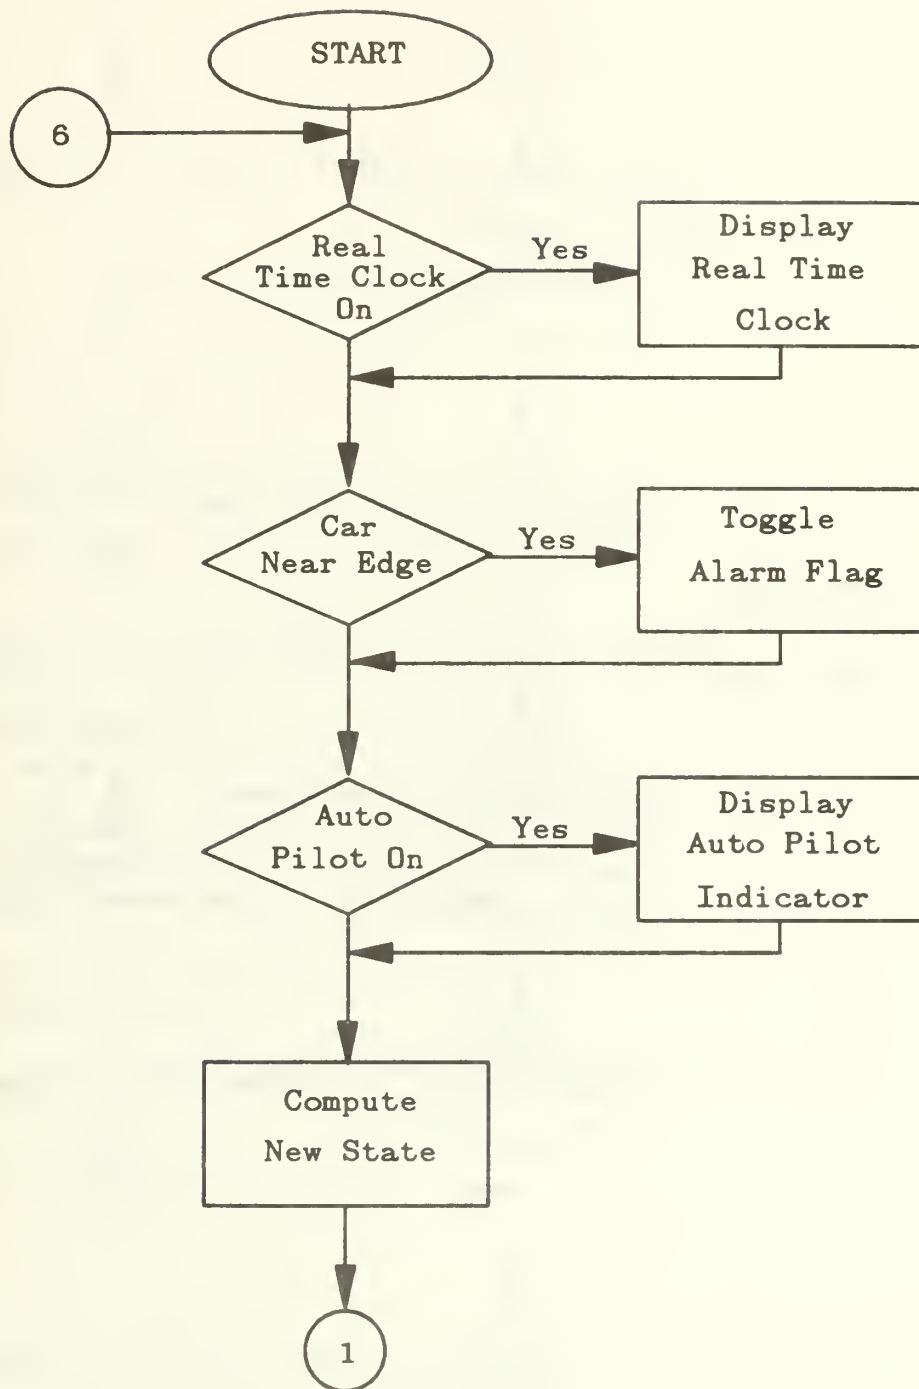 START
6
Real
Time Clock
On
Yes
Display
Real Time
Clock
Car
Near Edge
Yes
Toggle
Alarm Flag
Auto
Pilot On
Yes
Display
Auto Pilot
Indicator
Compute
New State
1